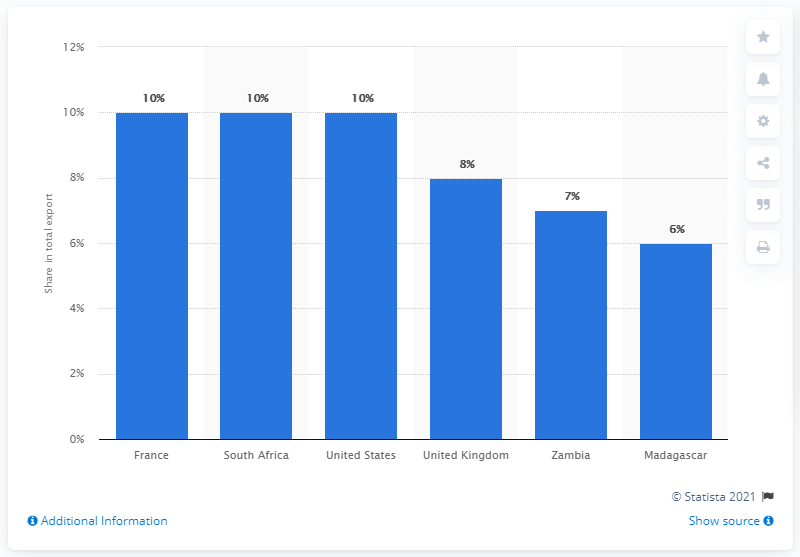 12%
10%
8%
6%
4%
2%
0%
Share in total export
10%
10%
10%
8%
7%
6%
France
South Africa
United States
United Kingdom
Zambia
Madagascar
© Statista 2021
Additional Information
Show source